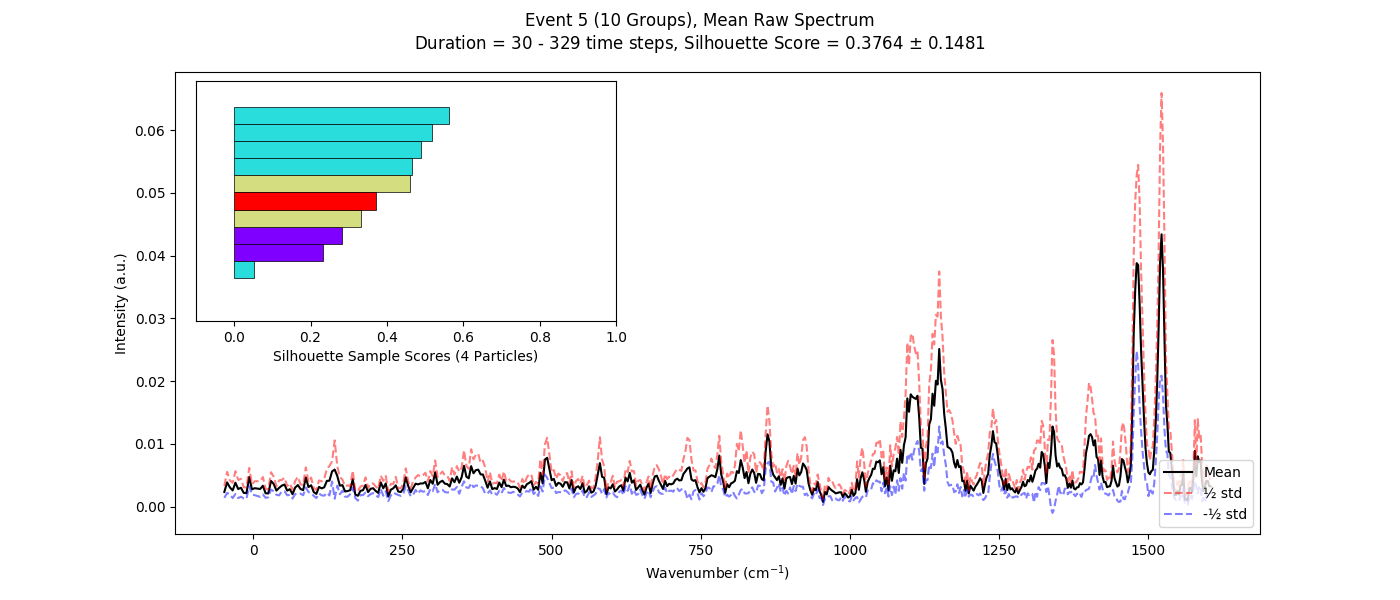 Event 5 (10 Groups), Mean Raw Spectrum
Duration = 30 - 329 time steps, Silhouette Score = 0.3764 ± 0.1481
0.06
0.05
0.04
0.03
0.02
0.01
0.00
Intensity (a.u.)
0.0 0.2 0.4 0.6 0.8 1.0
Silhouette Sample Scores (4 Particles)
Mean
½ std
-½ std
0 250 500 750 1000 1250 1500
Wavenumber (cm⁻¹)